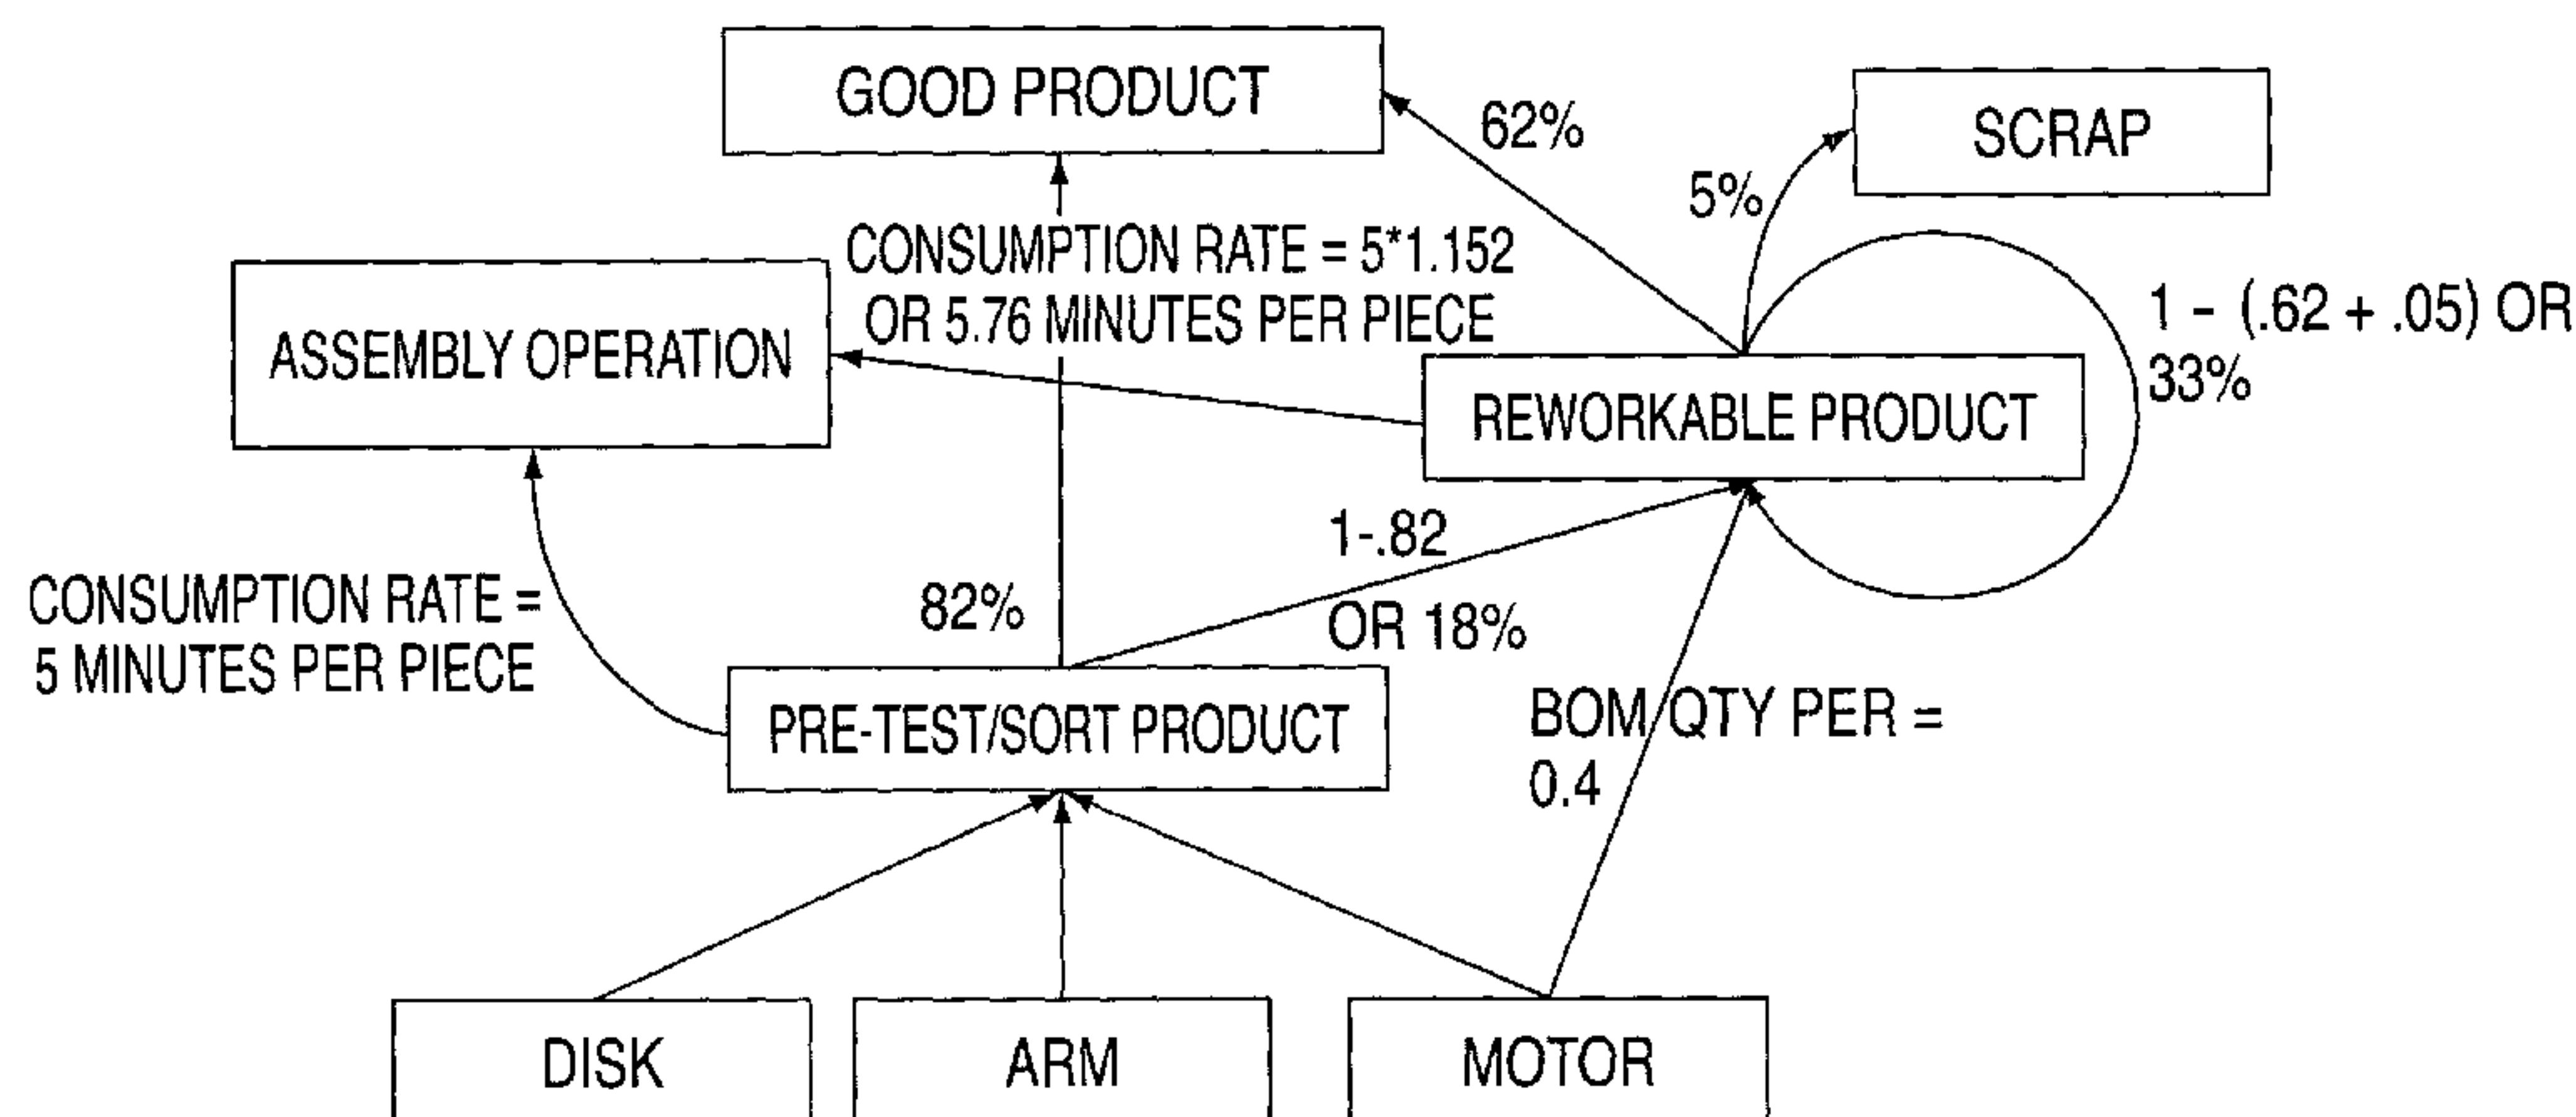 GOOD PRODUCT
62%
SCRAP
5%
CONSUMPTION RATE = 5*1.152
OR 5.76 MINUTES PER PIECE
ASSEMBLY OPERATION
1 - (.62 + .05) OR
33%
REWORKABLE PRODUCT
1-.82
OR 18%
82%
CONSUMPTION RATE =
5 MINUTES PER PIECE
PRE-TEST/SORT PRODUCT
BOM QTY PER =
0.4
DISK
ARM
MOTOR